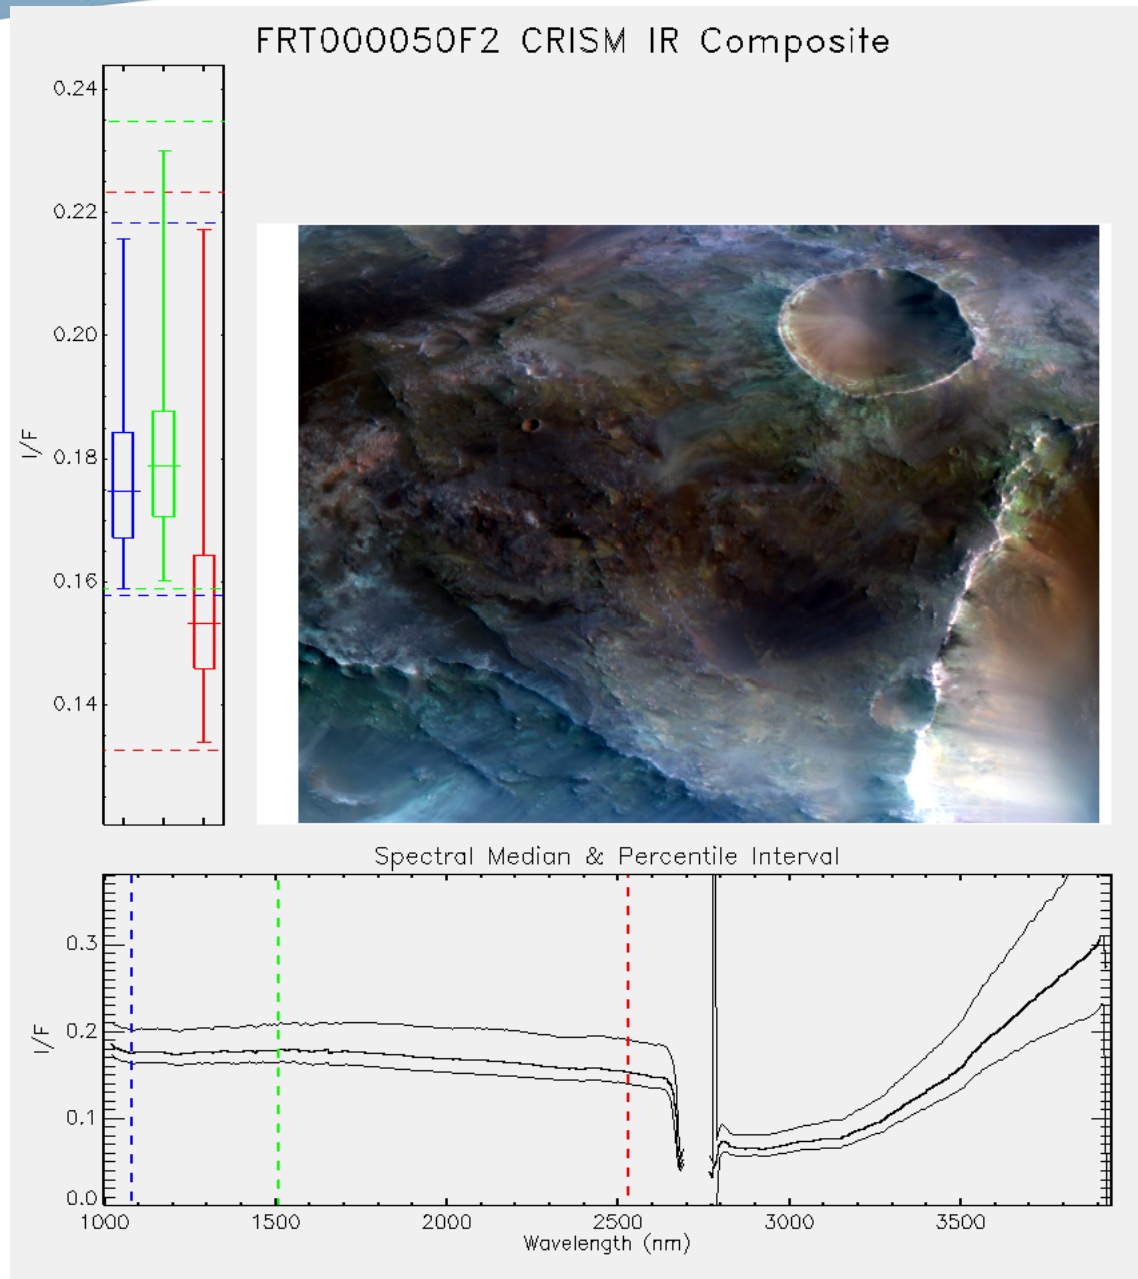 FRT000050F2 CRISM IR Composite
0.24
0.22
0.20
I/F
0.18
0.16
0.14
Spectral Median & Percentile Interval
0.3
I/F
0.2
0.1
0.0
1000 1500 2000 2500 3000 3500
Wavelength (nm)